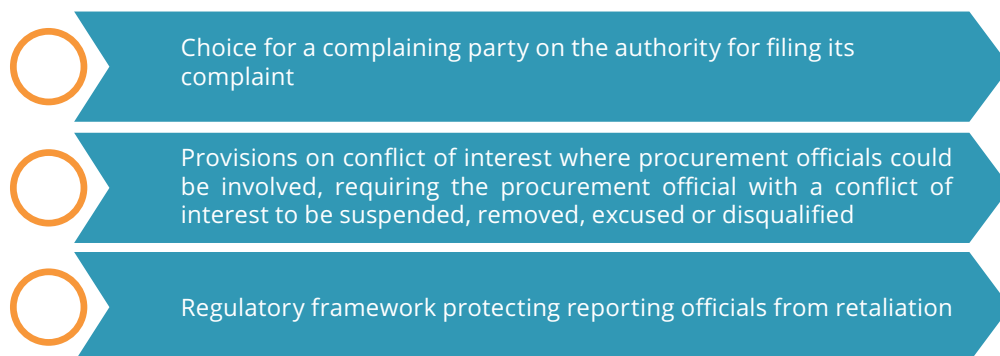 Choice for a complaining party on the authority for filing its
complaint
Provisions on conflict of interest where procurement officials could
be involved, requiring the procurement official with a conflict of
interest to be suspended, removed, excused or disqualified
Regulatory framework protecting reporting officials from retaliation